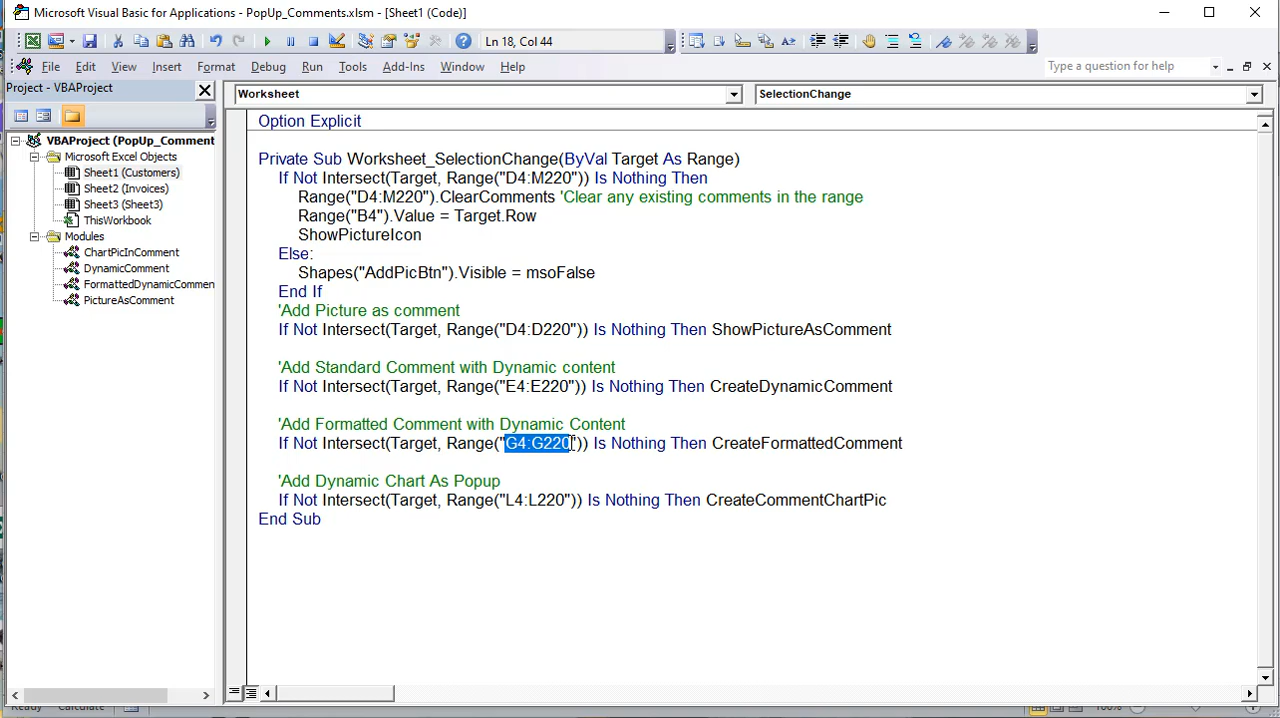 Microsoft Visual Basic for Applications - PopUp_Comments.xlsm - [Sheet1 (Code)]
Ln 18, Col 44
File Edit View Insert Format Debug Run Tools Add-Ins Window Help
Type a question for help
Project - VBAProject
Worksheet
SelectionChange
VBAProject (PopUp_Comment
Microsoft Excel Objects
Sheet1 (Customers)
Sheet2 (Invoices)
Sheet3 (Sheet3)
ThisWorkbook
Modules
ChartPicInComment
DynamicComment
FormattedDynamicCommen
PictureAsComment
Option Explicit
Private Sub Worksheet_SelectionChange(ByVal Target As Range)
If Not Intersect(Target, Range("D4:M220")) Is Nothing Then
Range("D4:M220").ClearComments 'Clear any existing comments in the range
Range("B4").Value = Target.Row
ShowPictureIcon
Else:
Shapes("AddPicBtn").Visible = msoFalse
End If
'Add Picture as comment
If Not Intersect(Target, Range("D4:D220")) Is Nothing Then ShowPictureAsComment
'Add Standard Comment with Dynamic content
If Not Intersect(Target, Range("E4:E220")) Is Nothing Then CreateDynamicComment
'Add Formatted Comment with Dynamic Content
If Not Intersect(Target, Range("G4:G220")) Is Nothing Then CreateFormattedComment
'Add Dynamic Chart As Popup
If Not Intersect(Target, Range("L4:L220")) Is Nothing Then CreateCommentChartPic
End Sub
Ready Calculate
100%